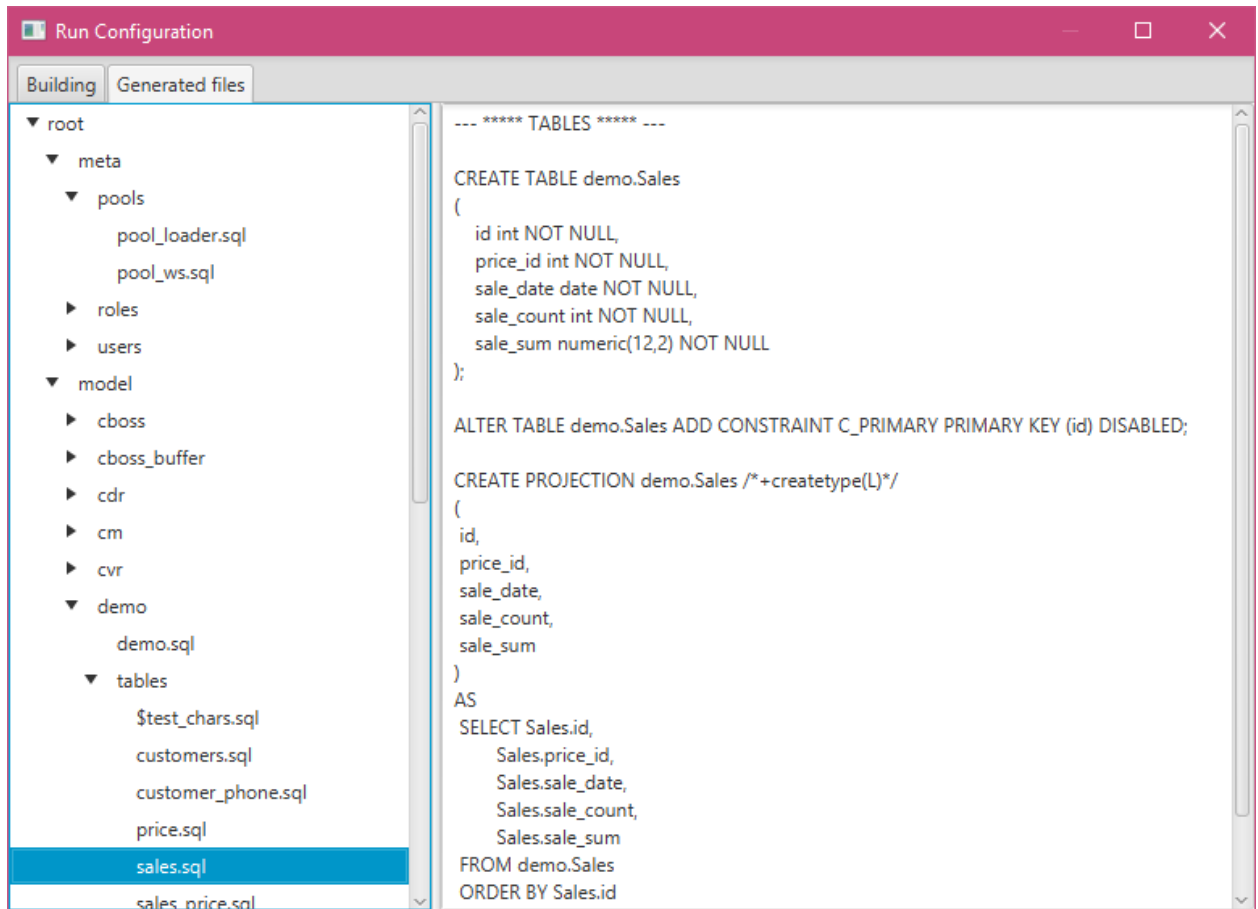 Run Configuration
Building
Generated files
root
meta
pools
pool_loader.sql
pool_ws.sql
roles
users
model
cboss
cboss_buffer
cdr
cm
cvr
demo
demo.sql
tables
$test_chars.sql
customers.sql
customer_phone.sql
price.sql
sales.sql
sales_price.sql
--- ***** TABLES ***** ---
CREATE TABLE demo.Sales
(
id int NOT NULL,
price_id int NOT NULL,
sale_date date NOT NULL,
sale_count int NOT NULL,
sale_sum numeric(12,2) NOT NULL
);
ALTER TABLE demo.Sales ADD CONSTRAINT C_PRIMARY PRIMARY KEY (id) DISABLED;
CREATE PROJECTION demo.Sales /*+createtype(L)*/
(
id,
price_id,
sale_date,
sale_count,
sale_sum
)
AS
SELECT Sales.id,
Sales.price_id,
Sales.sale_date,
Sales.sale_count,
Sales.sale_sum
FROM demo.Sales
ORDER BY Sales.id